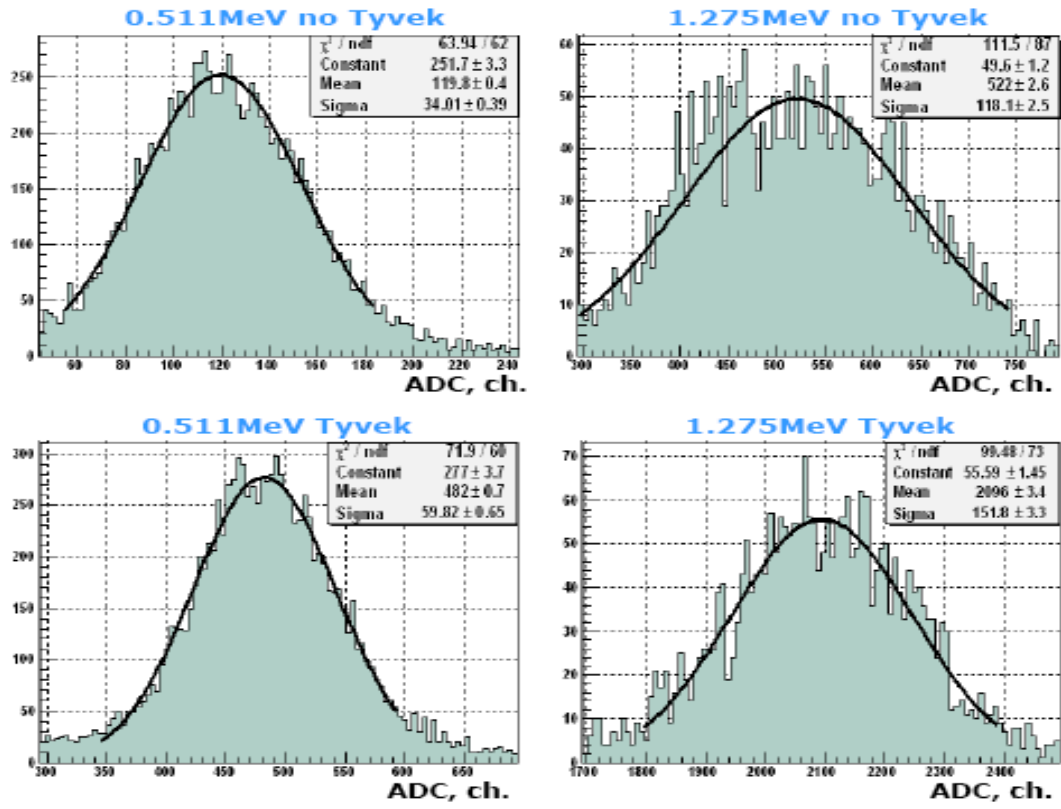 0.511MeV no Tyvek
χ² / ndf 63.94 / 62
Constant 251.7 ± 3.3
Mean 119.8 ± 0.4
Sigma 34.01 ± 0.39
250
200
150
100
50
0
60 80 100 120 140 160 180 200 220 240
ADC, ch.
1.275MeV no Tyvek
χ² / ndf 111.5 / 87
Constant 49.6 ± 1.2
Mean 522 ± 2.6
Sigma 118.1 ± 2.5
60
50
40
30
20
10
0
300 350 400 450 500 550 600 650 700 750
ADC, ch.
0.511MeV Tyvek
χ² / ndf 71.9 / 60
Constant 277 ± 3.7
Mean 482 ± 0.7
Sigma 59.82 ± 0.65
300
250
200
150
100
50
0
300 350 400 450 500 550 600 650
ADC, ch.
1.275MeV Tyvek
χ² / ndf 99.48 / 73
Constant 55.59 ± 1.45
Mean 2096 ± 3.4
Sigma 151.8 ± 3.3
70
60
50
40
30
20
10
0
1700 1800 1900 2000 2100 2200 2300 2400
ADC, ch.